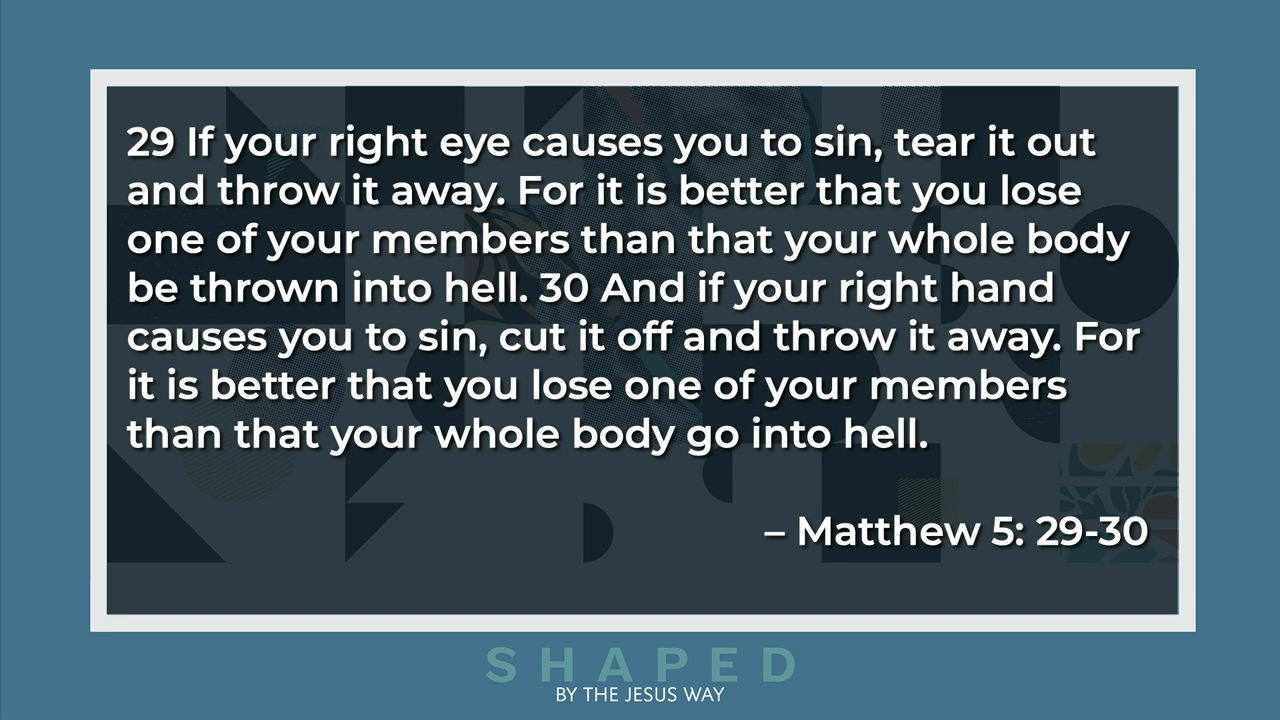 29 If your right eye causes you to sin, tear it out
and throw it away. For it is better that you lose
one of your members than that your whole body
be thrown into hell. 30 And if your right hand
causes you to sin, cut it off and throw it away. For
it is better that you lose one of your members
than that your whole body go into hell.
– Matthew 5: 29-30
SHAPED
BY THE JESUS WAY